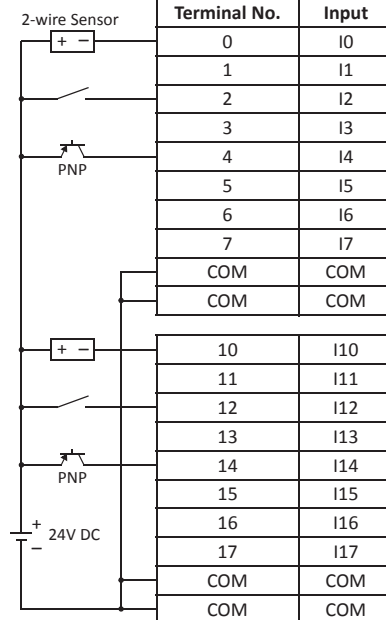 2-wire Sensor
Terminal No. Input
+ −
0 I0
1 I1
2 I2
3 I3
PNP
4 I4
5 I5
6 I6
7 I7
COM COM
COM COM
+ −
10 I10
11 I11
12 I12
13 I13
PNP
14 I14
15 I15
+
−
24V DC
16 I16
17 I17
COM COM
COM COM